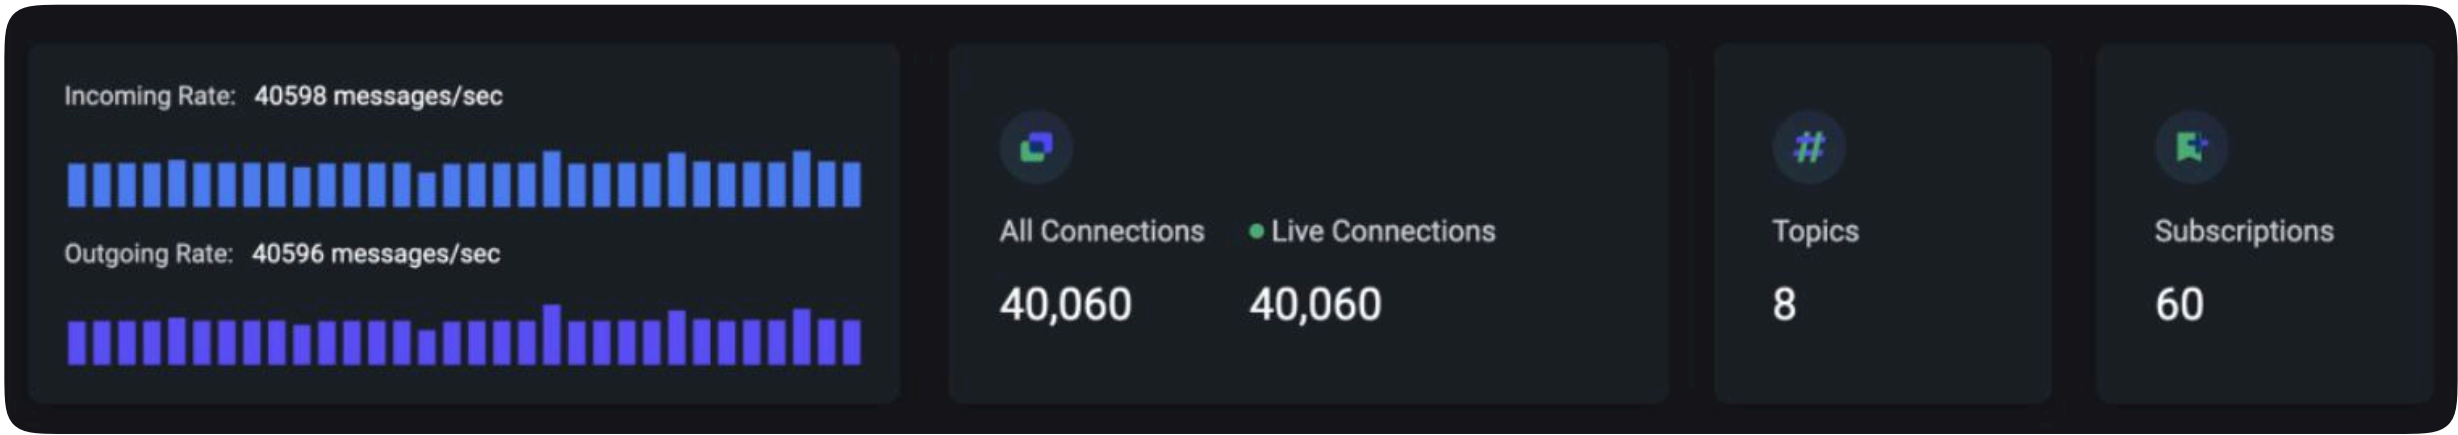 Incoming Rate: 40598 messages/sec
Outgoing Rate: 40596 messages/sec
All Connections
40,060
Live Connections
40,060
Topics
8
Subscriptions
60